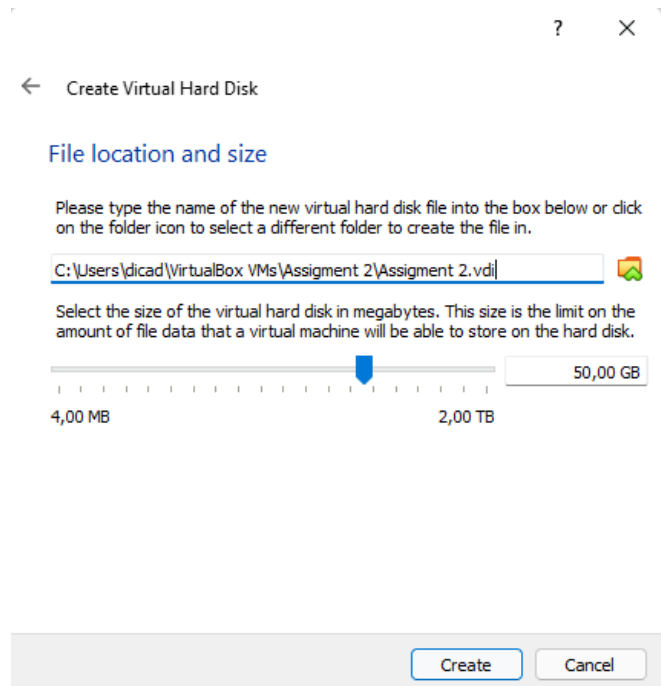 ?
Create Virtual Hard Disk
File location and size
Please type the name of the new virtual hard disk file into the box below or click
on the folder icon to select a different folder to create the file in.
C:\Users\dicad\VirtualBox VMs\Assigment 2\Assigment 2.vdi
Select the size of the virtual hard disk in megabytes. This size is the limit on the
amount of file data that a virtual machine will be able to store on the hard disk.
50,00 GB
4,00 MB 2,00 TB
Create Cancel